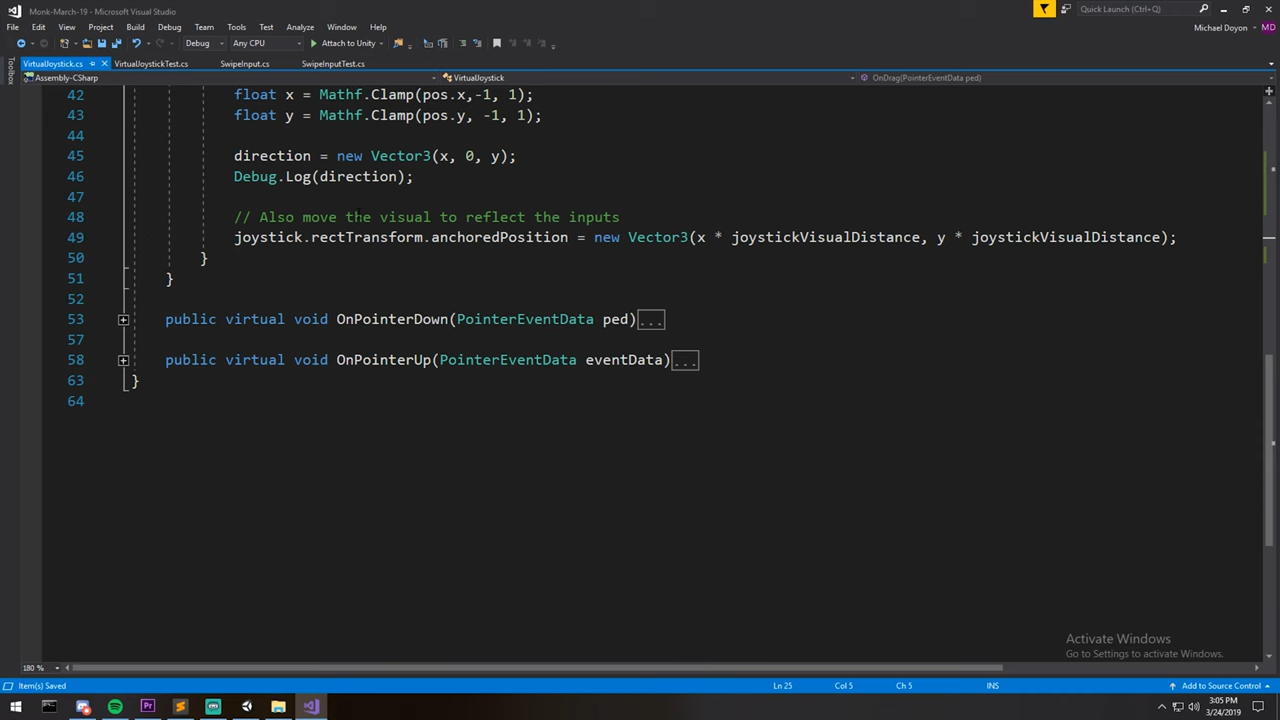 Monk-March-19 - Microsoft Visual Studio
Quick Launch (Ctrl+Q)
File Edit View Project Build Debug Team Tools Test Analyze Window Help
Michael Doyon MD
Debug Any CPU Attach to Unity
Toolbox
VirtualJoystick.cs VirtualJoystickTest.cs SwipeInput.cs SwipeInputTest.cs
Assembly-CSharp VirtualJoystick OnDrag(PointerEventData ped)
42 float x = Mathf.Clamp(pos.x,-1, 1);
43 float y = Mathf.Clamp(pos.y, -1, 1);
44
45 direction = new Vector3(x, 0, y);
46 Debug.Log(direction);
47
48 // Also move the visual to reflect the inputs
49 joystick.rectTransform.anchoredPosition = new Vector3(x * joystickVisualDistance, y * joystickVisualDistance);
50 }
51 }
52
53 public virtual void OnPointerDown(PointerEventData ped)...
57
58 public virtual void OnPointerUp(PointerEventData eventData)...
63 }
64
Activate Windows
Go to Settings to activate Windows.
180 %
Item(s) Saved Ln 25 Col 5 Ch 5 INS Add to Source Control
3:05 PM
3/24/2019